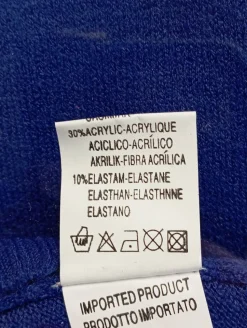 30%ACRYLIC-ACRYLIQUE
ACICLICO-ACRÍLICO
AKRILIK-FIBRA ACRÍLICA
10%ELASTAM-ELASTANE
ELASTHAN-ELASTHNNE
ELASTANO
IMPORTED PRODUCT
PRODOTTO IMPORTATO